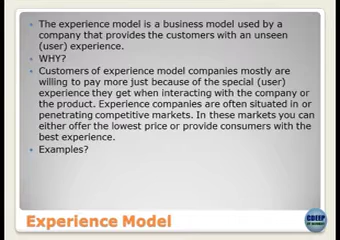 The experience model is a business model used by a
company that provides the customers with an unseen
(user) experience.
WHY?
Customers of experience model companies mostly are
willing to pay more just because of the special (user)
experience they get when interacting with the company or
the product. Experience companies are often situated in or
penetrating competitive markets. In these markets you can
either offer the lowest price or provide consumers with the
best experience.
Examples?
Experience Model
CDEEP
IIT BOMBAY